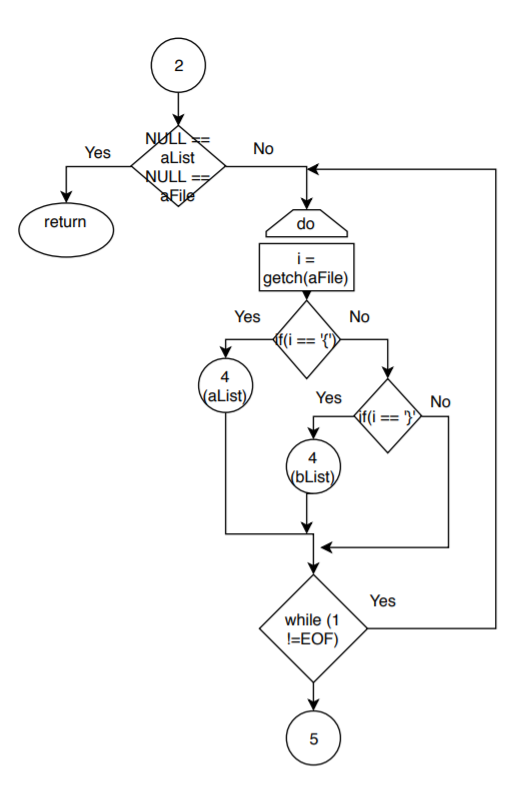 2
NULL ==
aList
NULL ==
aFile
Yes
No
return
do
i =
getch(aFile)
Yes
No
if(i == '{')
4
(aList)
Yes
No
if(i == '}'
4
(bList)
while (1
!=EOF)
Yes
5